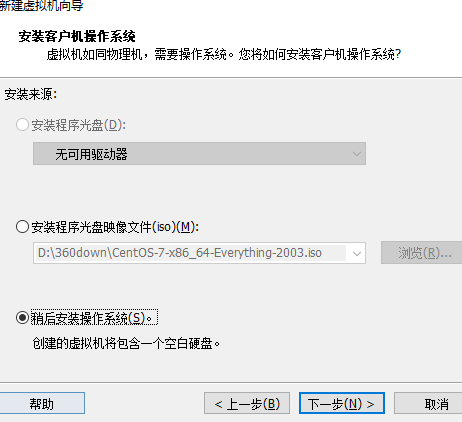 新建虚拟机向导
安装客户机操作系统
虚拟机如同物理机，需要操作系统。您将如何安装客户机操作系统?
安装来源:
安装程序光盘(D):
无可用驱动器
安装程序光盘映像文件(iso)(M):
D:\360down\CentOS-7-x86_64-Everything-2003.iso
浏览(R)...
稍后安装操作系统(S)。
创建的虚拟机将包含一个空白硬盘。
帮助 < 上一步(B) 下一步(N) > 取消